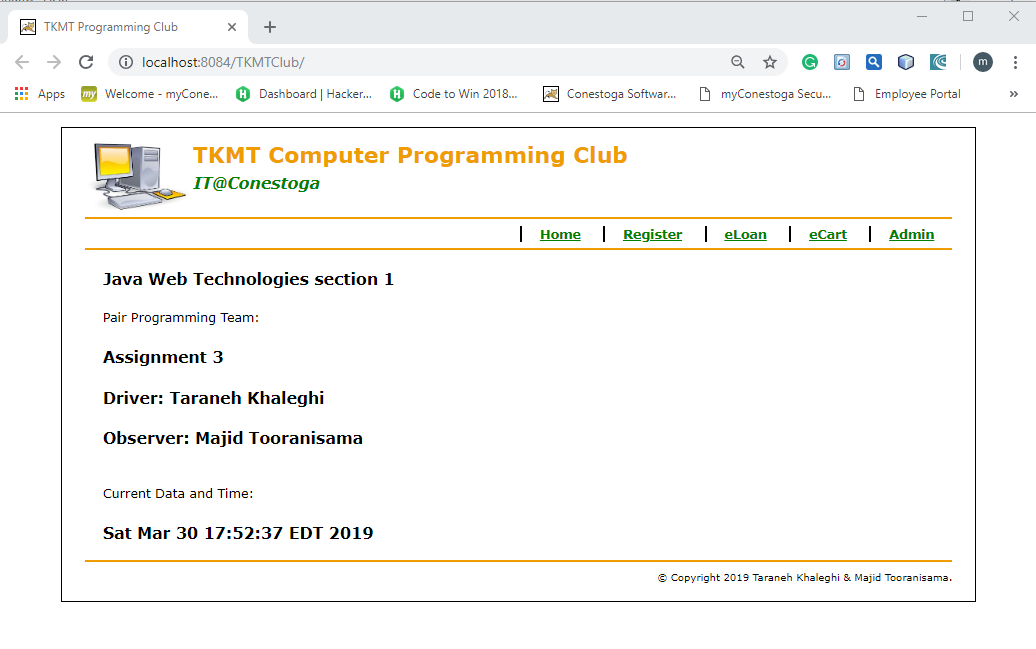 TKMT Programming Club
localhost:8084/TKMTClub/
m
Apps my Welcome - myCone... H Dashboard | Hacker... H Code to Win 2018... Conestoga Softwar... myConestoga Secu... Employee Portal »
TKMT Computer Programming Club
IT@Conestoga
Home Register eLoan eCart Admin
Java Web Technologies section 1
Pair Programming Team:
Assignment 3
Driver: Taraneh Khaleghi
Observer: Majid Tooranisama
Current Data and Time:
Sat Mar 30 17:52:37 EDT 2019
© Copyright 2019 Taraneh Khaleghi & Majid Tooranisama.